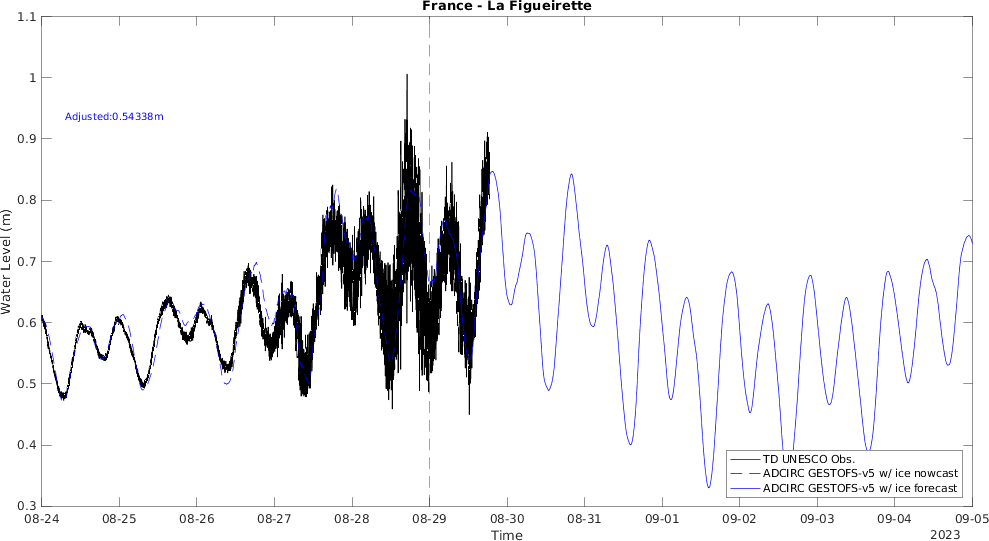 France - La Figueirette
1.1
1
0.9
0.8
0.7
0.6
0.5
0.4
0.3
Water Level (m)
Adjusted:0.54338m
TD UNESCO Obs.
ADCIRC GESTOFS-v5 w/ ice nowcast
ADCIRC GESTOFS-v5 w/ ice forecast
08-24 08-25 08-26 08-27 08-28 08-29 08-30 08-31 09-01 09-02 09-03 09-04 09-05
Time
2023